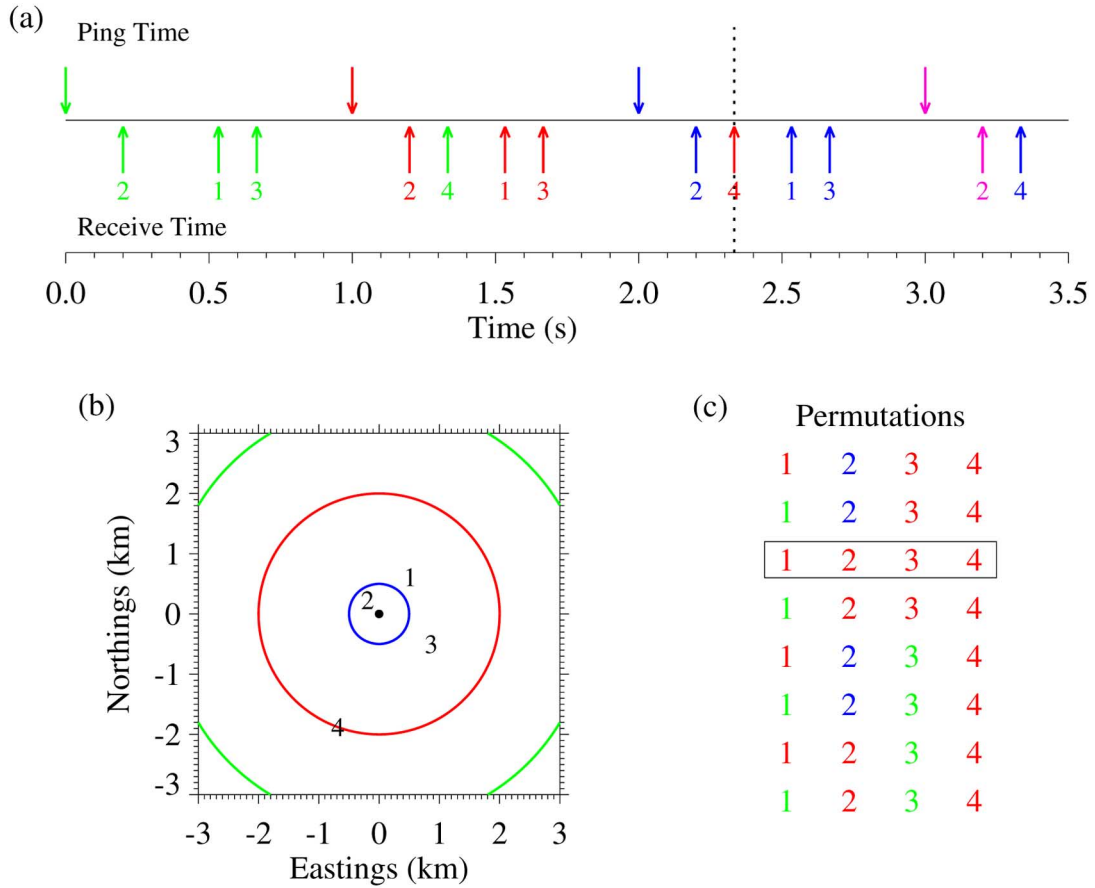 (a)
Ping Time
2 1 3 2 4 1 3 2 4 1 3 2 4
Receive Time
0.0 0.5 1.0 1.5 2.0 2.5 3.0 3.5
Time (s)
(b)
3
2
1
0
-1
-2
-3
Northings (km)
1
2
3
4
-3 -2 -1 0 1 2 3
Eastings (km)
(c)
Permutations
1 2 3 4
1 2 3 4
1 2 3 4
1 2 3 4
1 2 3 4
1 2 3 4
1 2 3 4
1 2 3 4